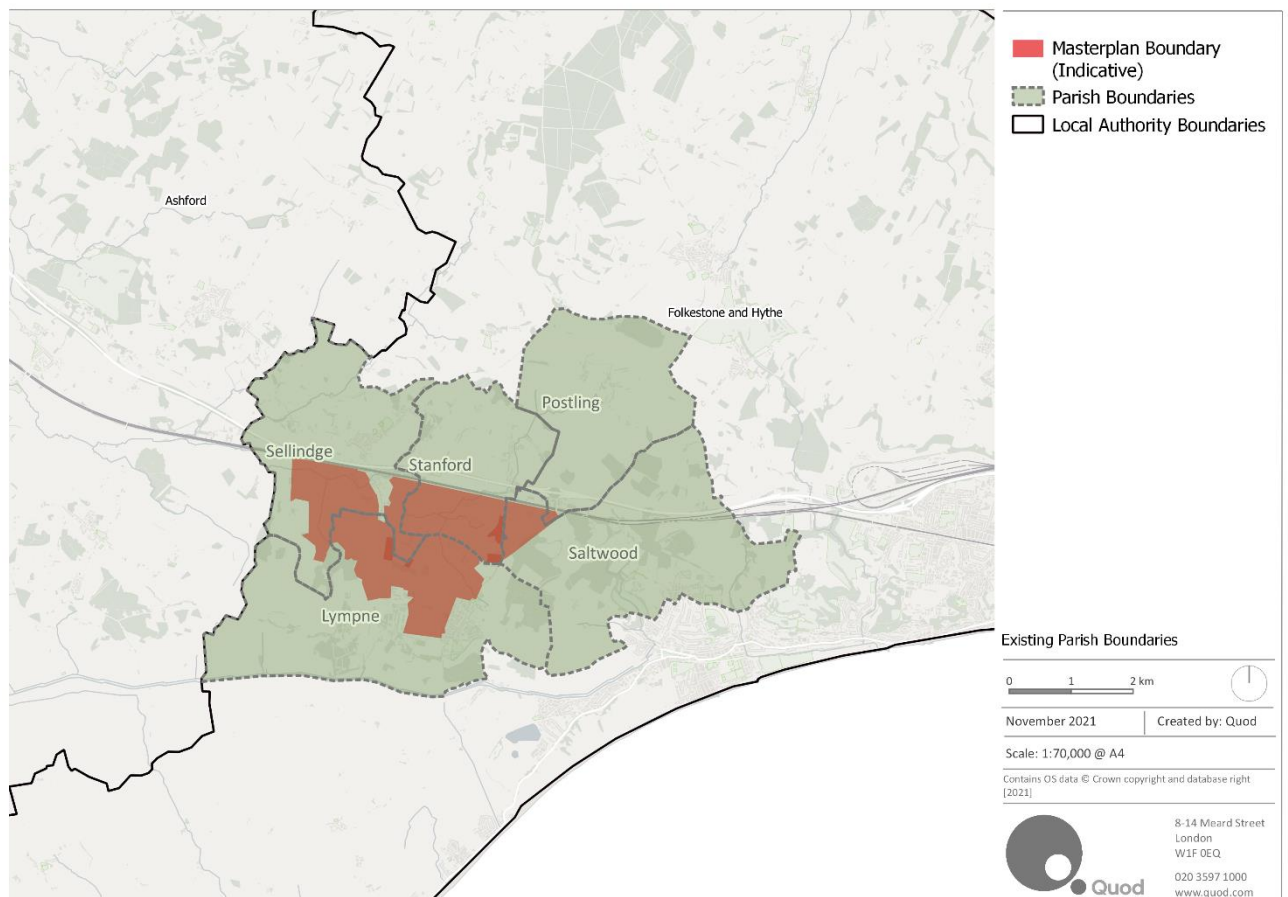 Masterplan Boundary
(Indicative)
Parish Boundaries
Local Authority Boundaries
Ashford
Folkestone and Hythe
Postling
Sellindge
Stanford
Saltwood
Lympne
Existing Parish Boundaries
0 1 2 km
November 2021
Created by: Quod
Scale: 1:70,000 @ A4
Contains OS data © Crown copyright and database right
[2021]
8-14 Meard Street
London
W1F 0EQ
020 3597 1000
www.quod.com
Quod